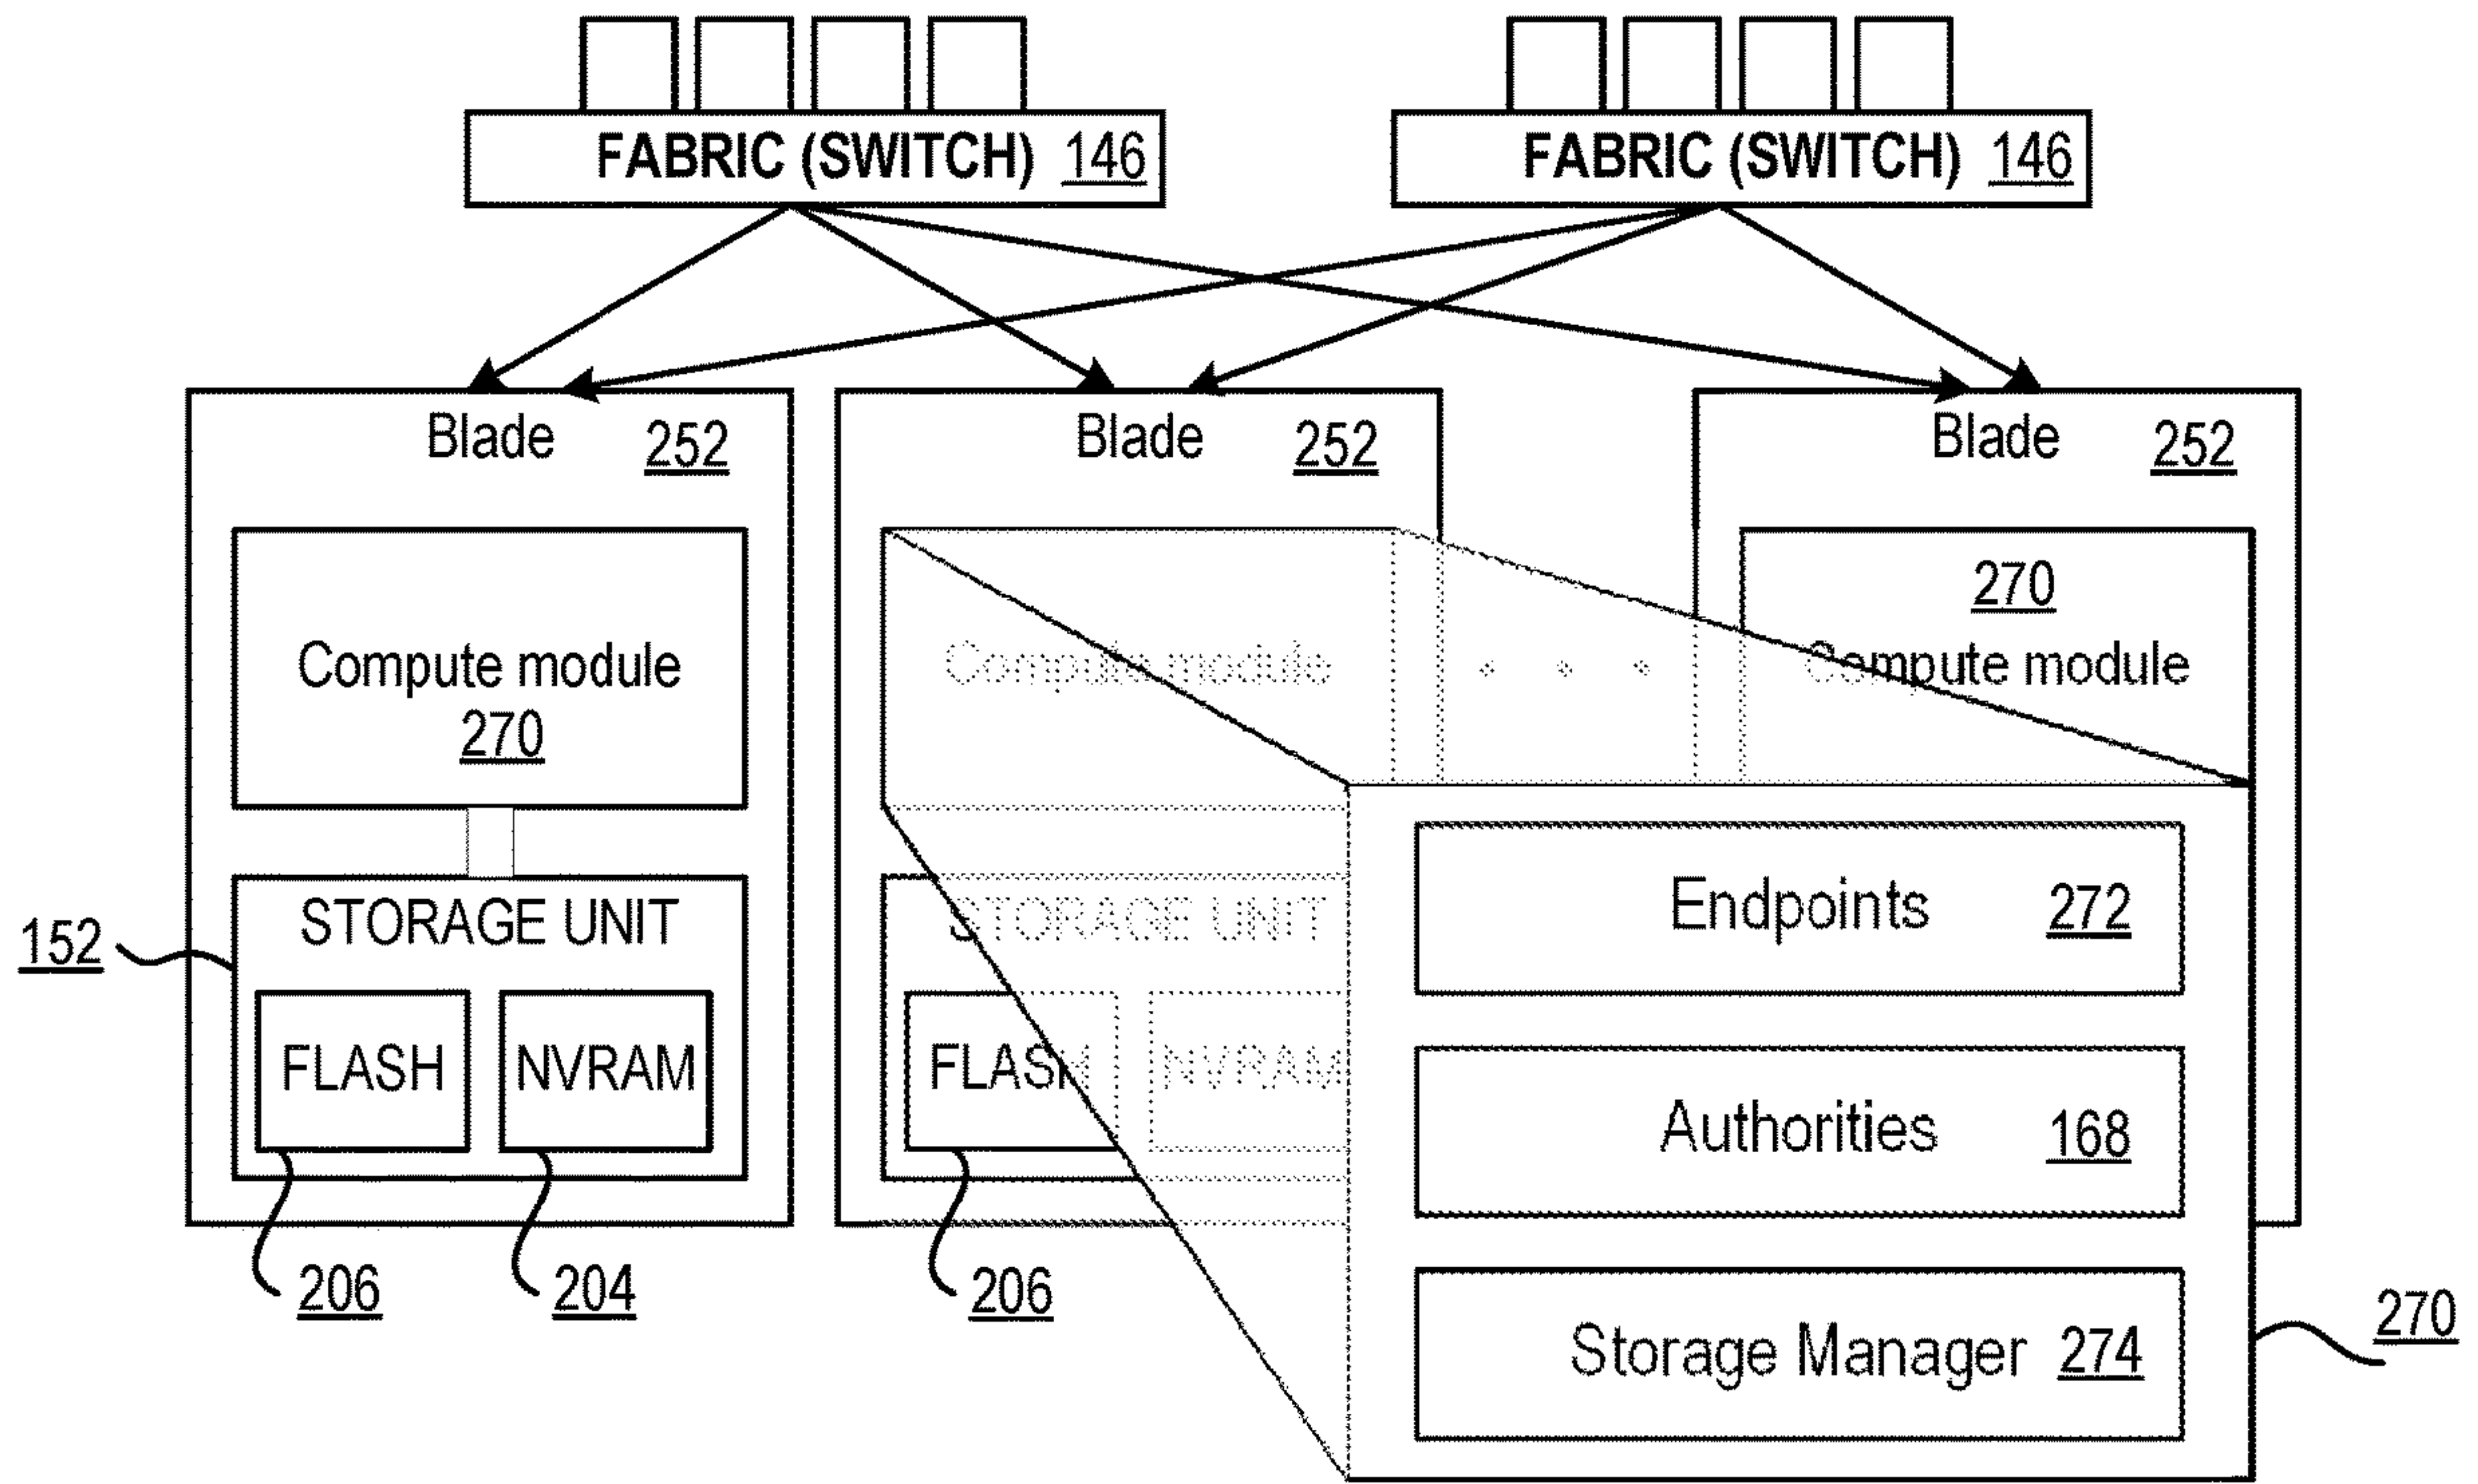 FABRIC (SWITCH) 146
FABRIC (SWITCH) 146
Blade 252
Blade 252
Blade 252
Compute module
270
Compute module
270
Compute module
152
STORAGE UNIT
FLASH
NVRAM
206
204
STORAGE UNIT
FLASH
NVRAM
206
Endpoints 272
Authorities 168
Storage Manager 274
270